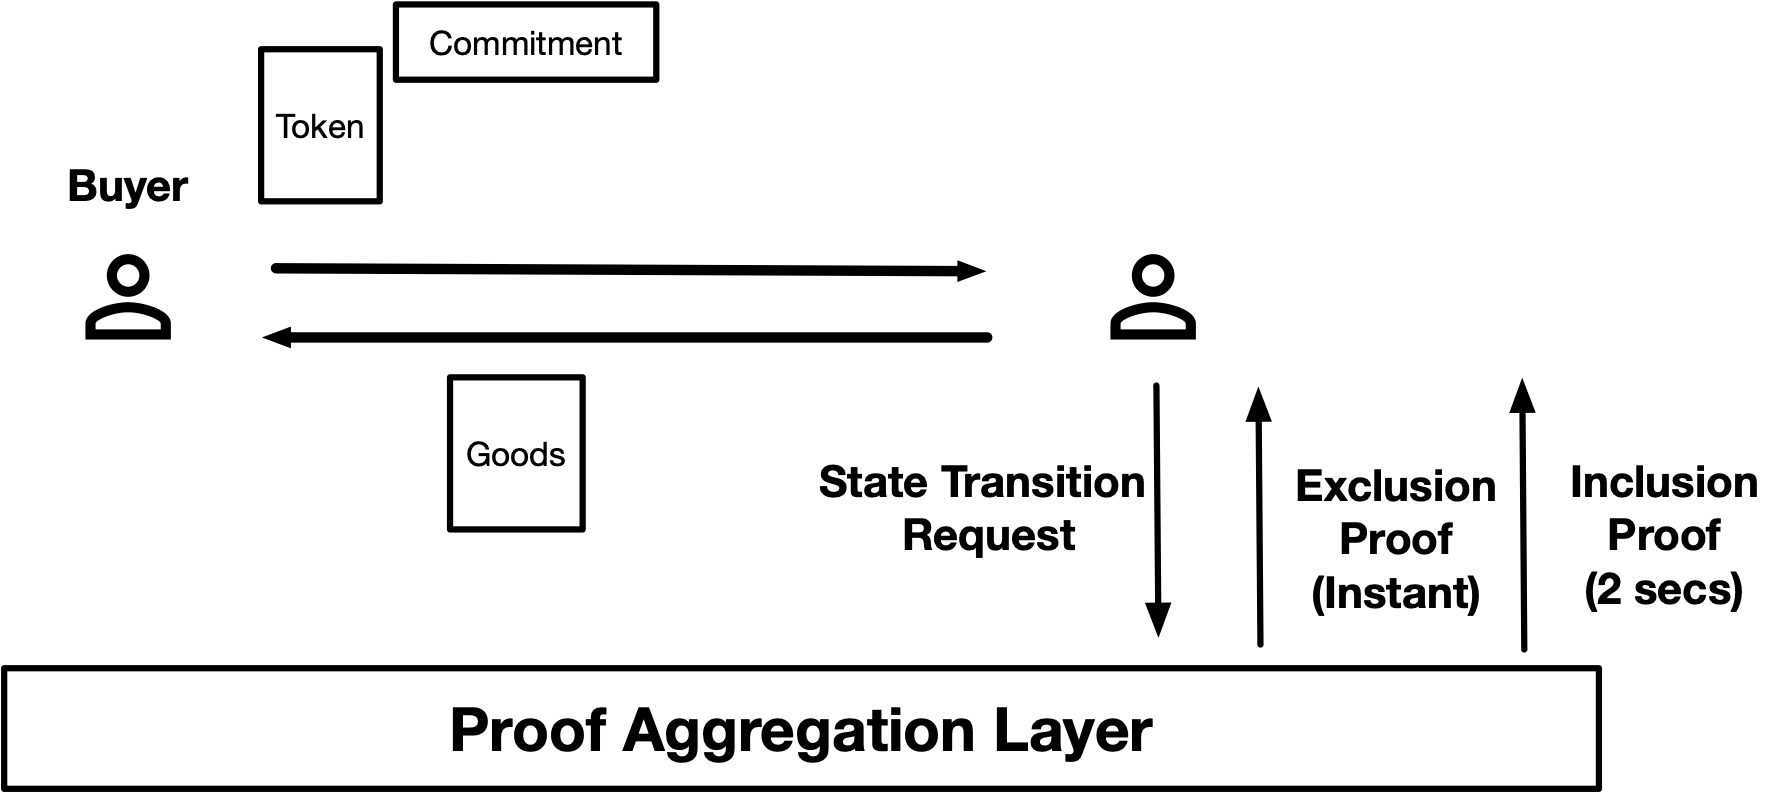 Commitment
Token
Buyer
Goods
State Transition
Request
Exclusion
Proof
(Instant)
Inclusion
Proof
(2 secs)
Proof Aggregation Layer